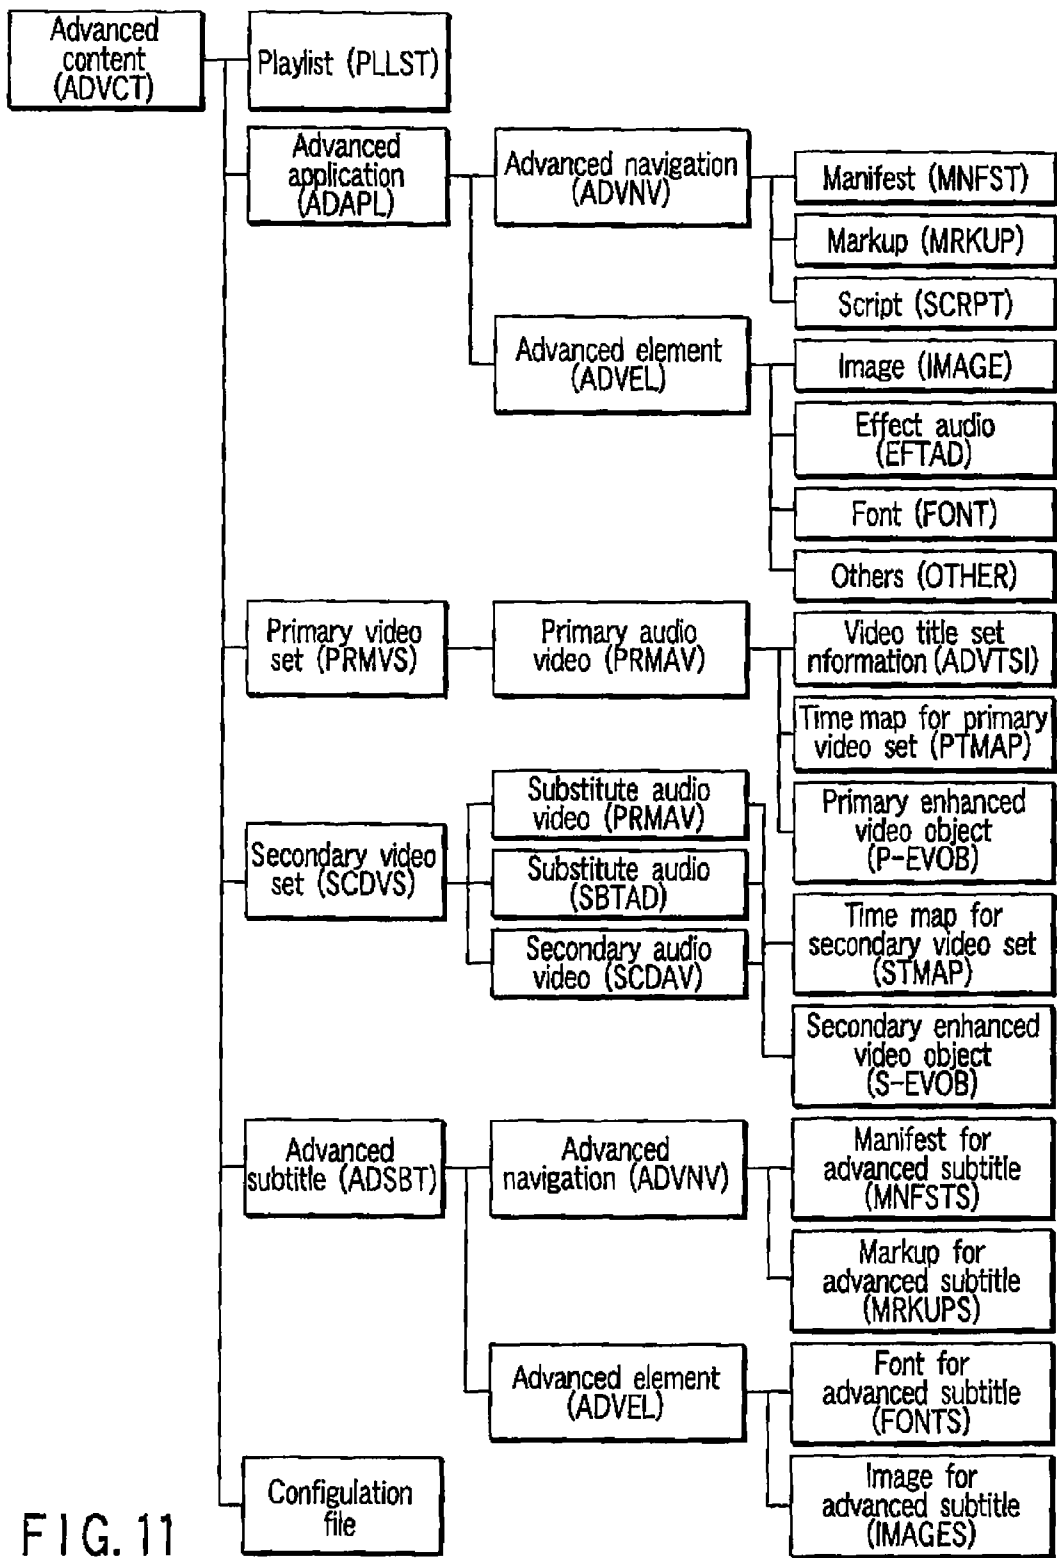 Advanced
content
(ADVCT)
Playlist (PLLST)
Advanced
application
(ADAPL)
Advanced navigation
(ADVNV)
Manifest (MNFST)
Markup (MRKUP)
Script (SCRPT)
Advanced element
(ADVEL)
Image (IMAGE)
Effect audio
(EFTAD)
Font (FONT)
Others (OTHER)
Primary video
set (PRMVS)
Primary audio
video (PRMAV)
Video title set
nformation (ADVTSI)
Time map for primary
video set (PTMAP)
Primary enhanced
video object
(P-EVOB)
Secondary video
set (SCDVS)
Substitute audio
video (PRMAV)
Substitute audio
(SBTAD)
Secondary audio
video (SCDAV)
Time map for
secondary video set
(STMAP)
Secondary enhanced
video object
(S-EVOB)
Advanced
subtitle (ADSBT)
Advanced
navigation (ADVNV)
Manifest for
advanced subtitle
(MNFSTS)
Markup for
advanced subtitle
(MRKUPS)
Advanced element
(ADVEL)
Font for
advanced subtitle
(FONTS)
Image for
advanced subtitle
(IMAGES)
Configulation
file
FIG. 11